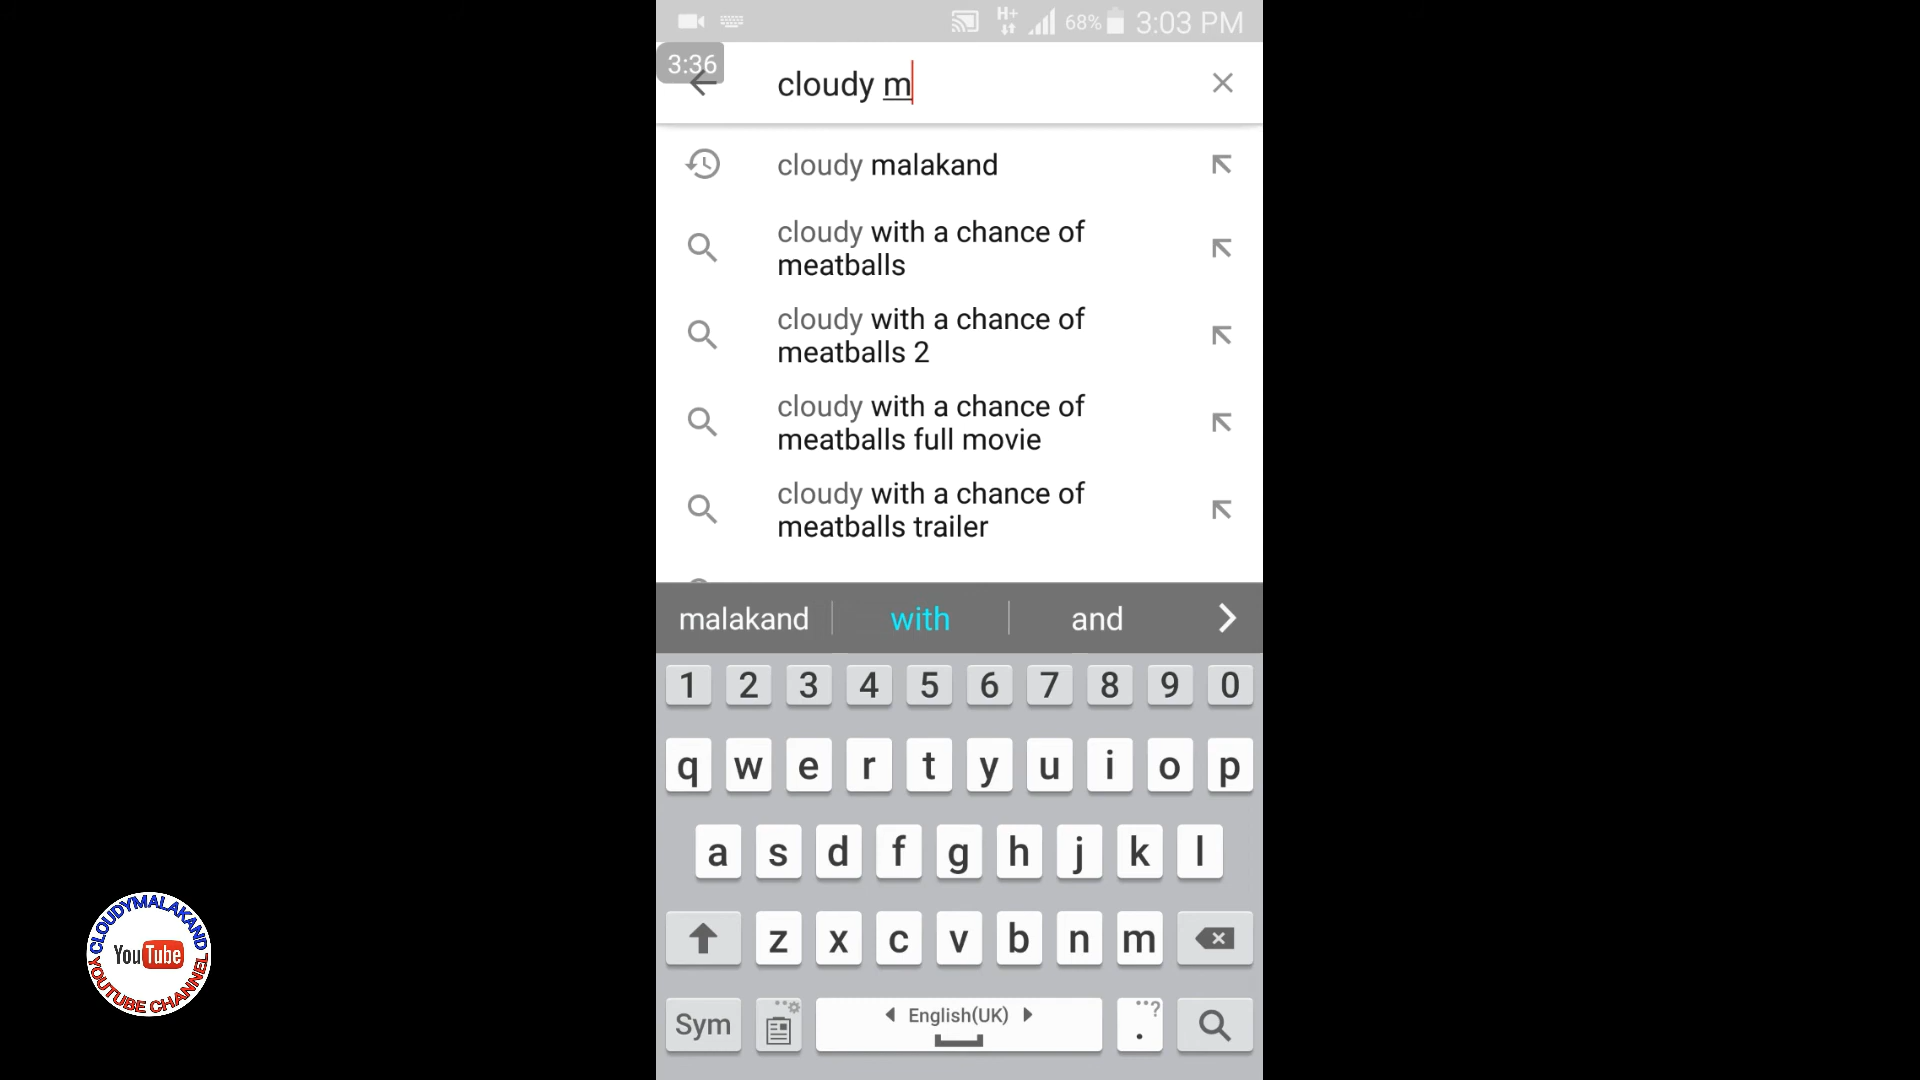 H+ 68% 3:03 PM
3:36
cloudy m
cloudy malakand
cloudy with a chance of
meatballs
cloudy with a chance of
meatballs 2
cloudy with a chance of
meatballs full movie
cloudy with a chance of
meatballs trailer
malakand with and
1 2 3 4 5 6 7 8 9 0
q w e r t y u i o p
a s d f g h j k l
z x c v b n m
Sym English(UK) . ?
CLOUDYMALAKAND
YouTube
YOUTUBE CHANNEL